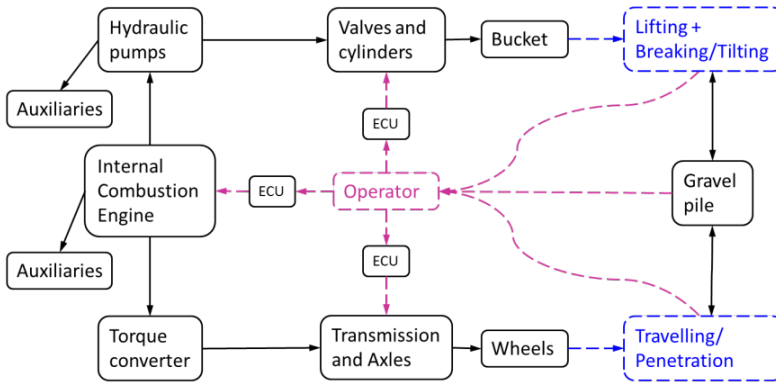 Hydraulic
pumps
Valves and
cylinders
Bucket
Lifting +
Breaking/Tilting
Auxiliaries
ECU
Internal
Combustion
Engine
ECU
Operator
Gravel
pile
ECU
Auxiliaries
Torque
converter
Transmission
and Axles
Wheels
Travelling/
Penetration